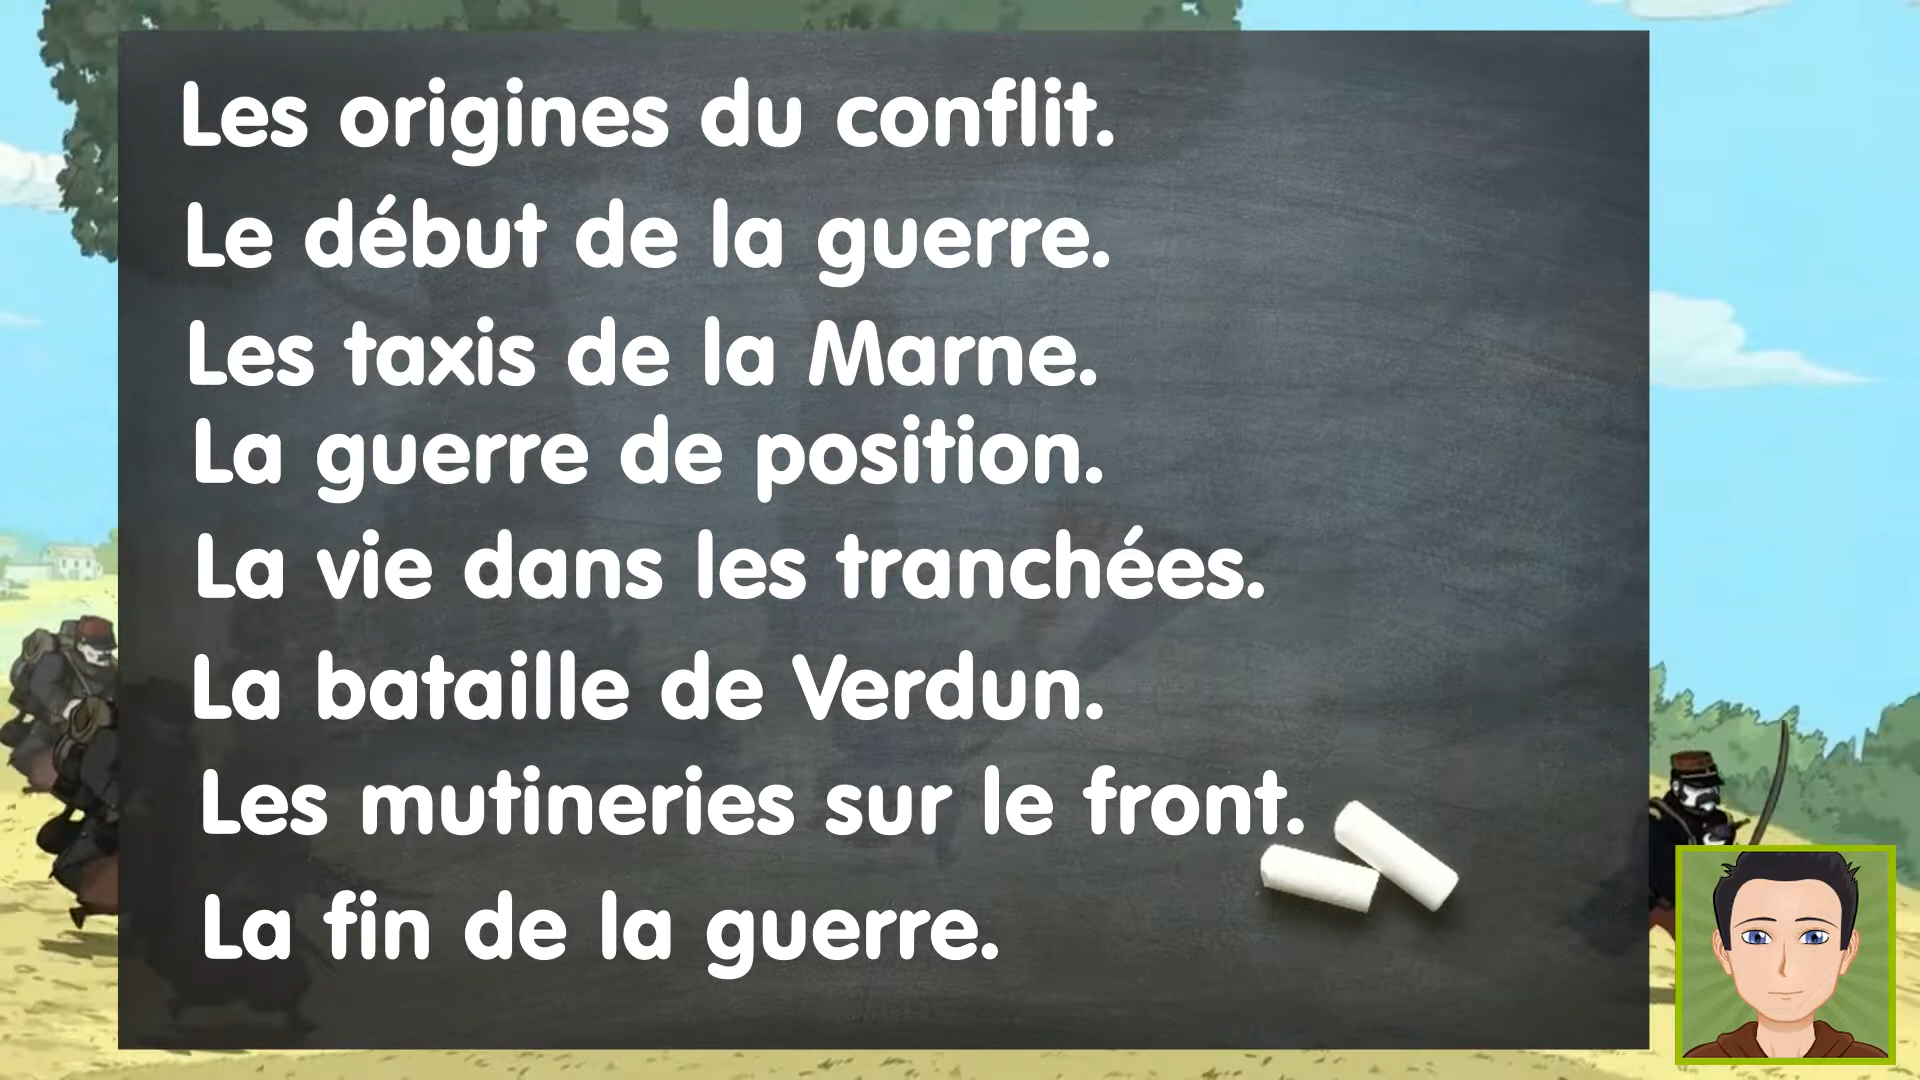 Les origines du conflit.
Le début de la guerre.
Les taxis de la Marne.
La guerre de position.
La vie dans les tranchées.
La bataille de Verdun.
Les mutineries sur le front.
La fin de la guerre.